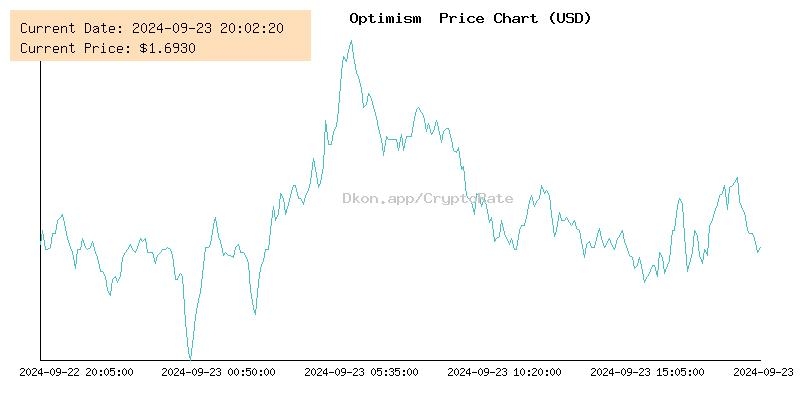 Optimism  Price Chart (USD)
Current Date: 2024-09-23 20:02:20
Current Price: $1.6930
Dkon.app/CryptoRate
2024-09-22 20:05:00 2024-09-23 00:50:00 2024-09-23 05:35:00 2024-09-23 10:20:00 2024-09-23 15:05:00 2024-09-23